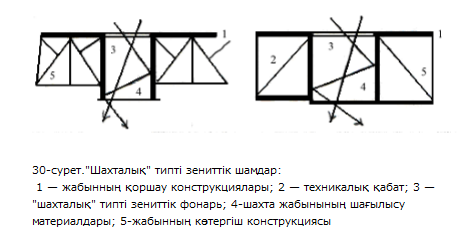 1
3
5
4
1
2
3
4
5
30-сурет."Шахталық" типті зениттік шамдар:
1 — жабынның қоршау конструкциялары; 2 — техникалық қабат; 3 —
"шахталық" типті зениттік фонарь; 4-шахта жабынының шағылысу
материалдары; 5-жабынның көтергіш конструкциясы